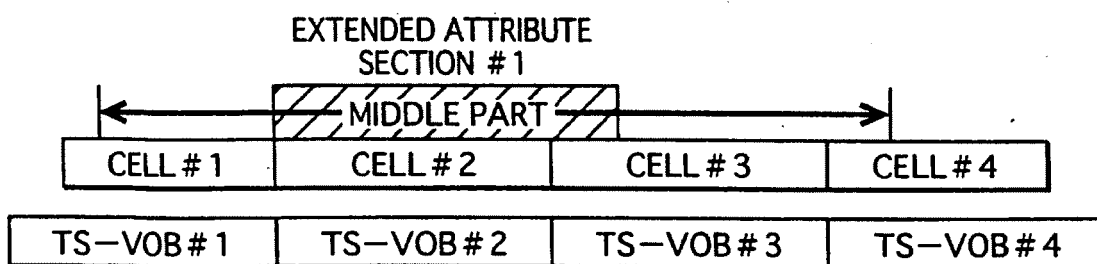 EXTENDED ATTRIBUTE
SECTION #1
MIDDLE PART
CELL#1 CELL#2 CELL#3 CELL#4
TS-VOB#1 TS-VOB#2 TS-VOB#3 TS-VOB#4